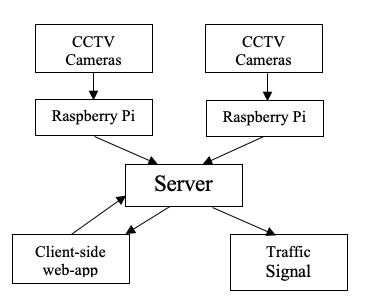 CCTV
Cameras
CCTV
Cameras
Raspberry Pi
Raspberry Pi
Server
Client-side
web-app
Traffic
Signal